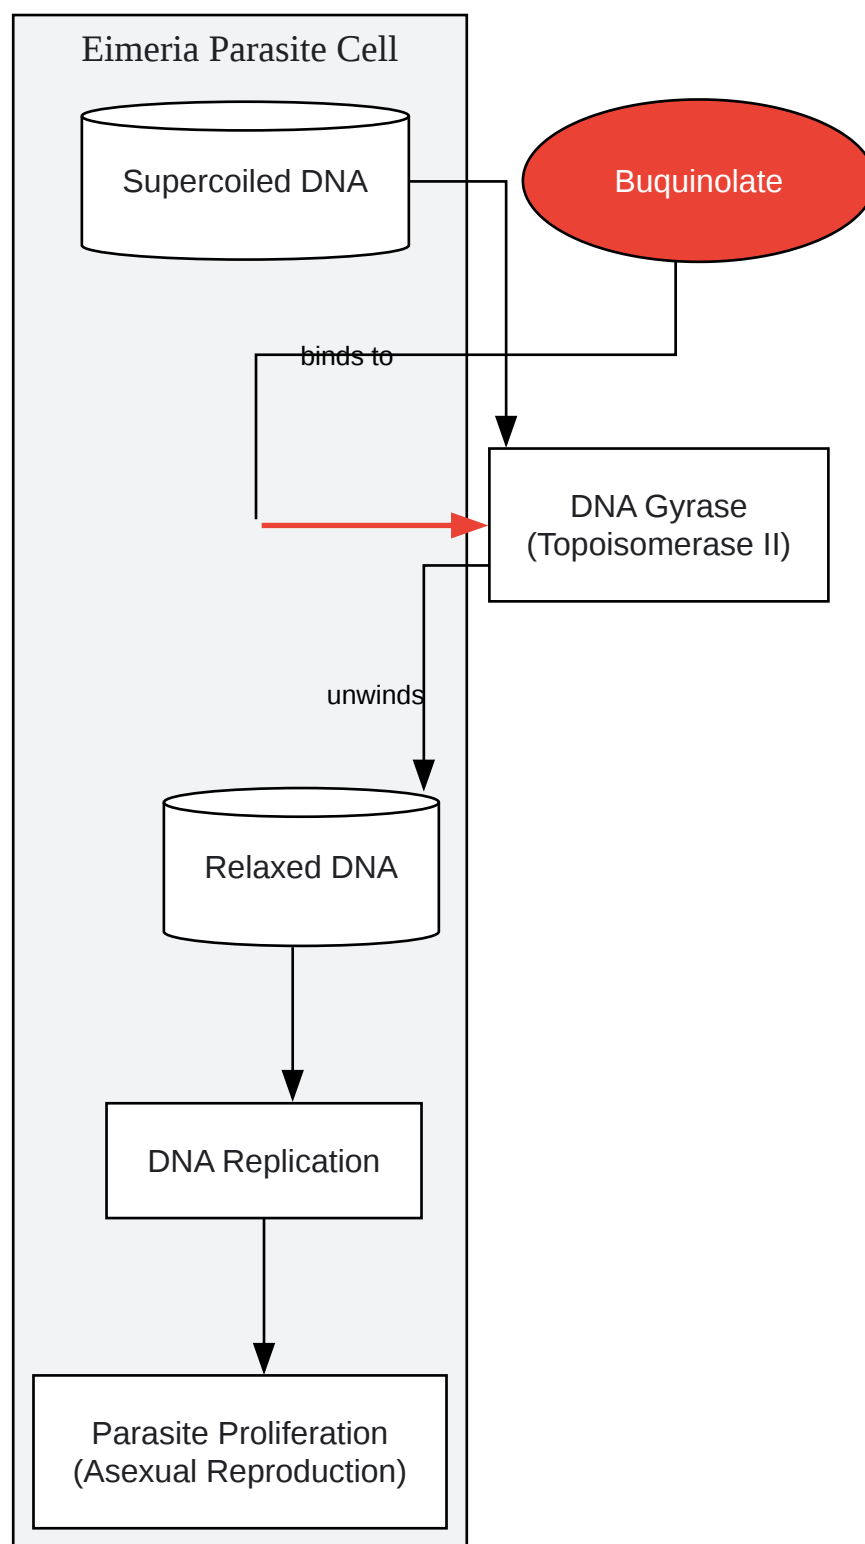 Eimeria Parasite Cell
Supercoiled DNA
Buquinolate
binds to
DNA Gyrase
(Topoisomerase II)
unwinds
Relaxed DNA
DNA Replication
Parasite Proliferation
(Asexual Reproduction)